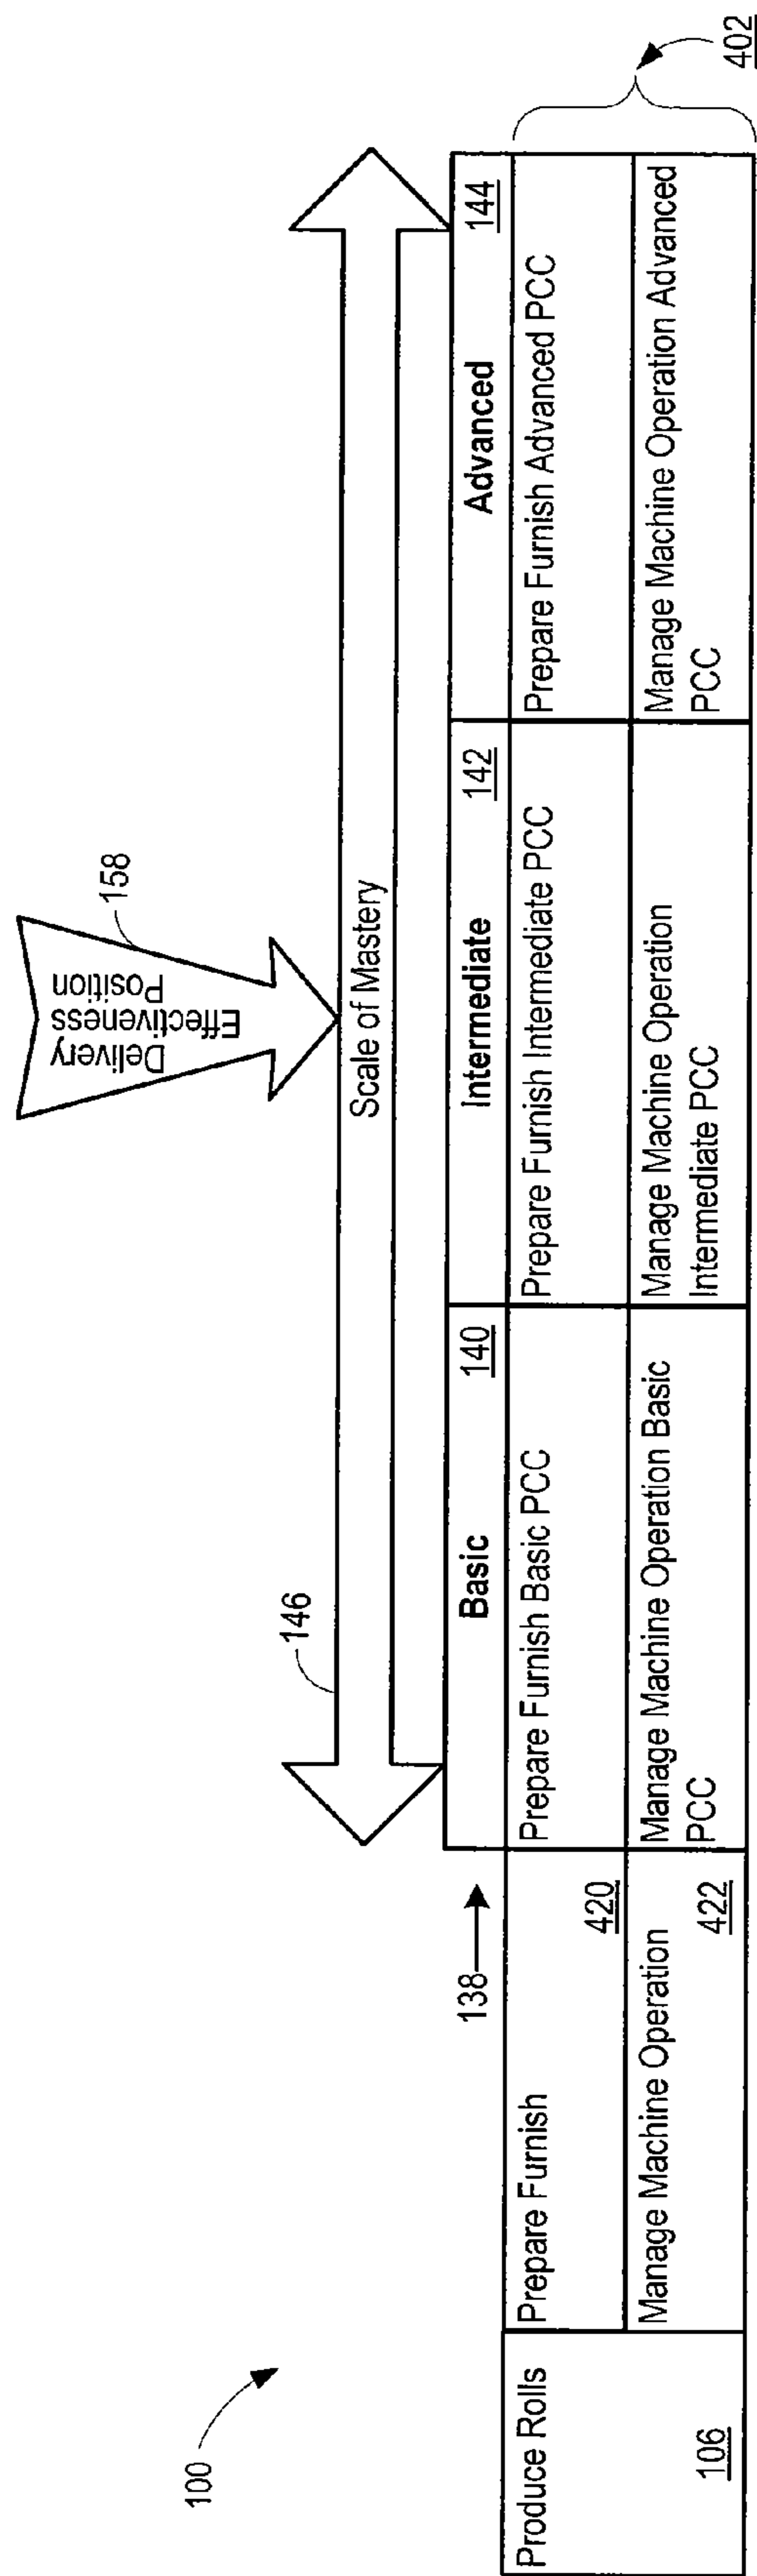 100
158
Delivery
Effectiveness
Position
146
Scale of Mastery
402
138
Basic
140
Intermediate
142
Advanced
144
Produce Rolls
106
Prepare Furnish
420
Prepare Furnish Basic PCC
Prepare Furnish Intermediate PCC
Prepare Furnish Advanced PCC
Manage Machine Operation
422
Manage Machine Operation Basic
PCC
Manage Machine Operation
Intermediate PCC
Manage Machine Operation Advanced
PCC